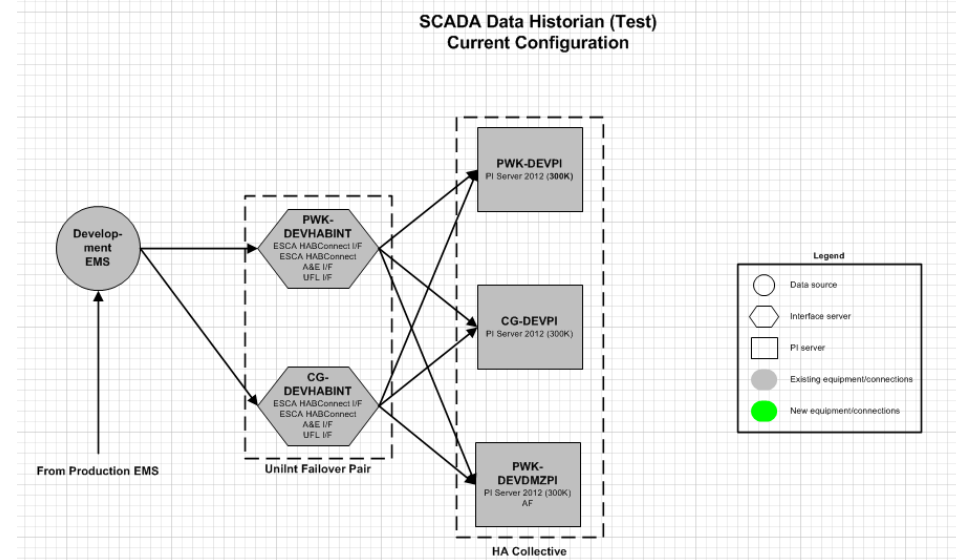 SCADA Data Historian (Test)
Current Configuration
Develop-
ment
EMS
From Production EMS
PWK-
DEVHABINT
ESCA HABConnect I/F
ESCA HABConnect
A&E I/F
UFL I/F
CG-
DEVHABINT
ESCA HABConnect I/F
ESCA HABConnect
A&E I/F
UFL I/F
UniInt Failover Pair
PWK-DEVPI
PI Server 2012 (300K)
CG-DEVPI
PI Server 2012 (300K)
PWK-
DEVDMZPI
PI Server 2012 (300K)
AF
HA Collective
Legend
Data source
Interface server
PI server
Existing equipment/connections
New equipment/connections